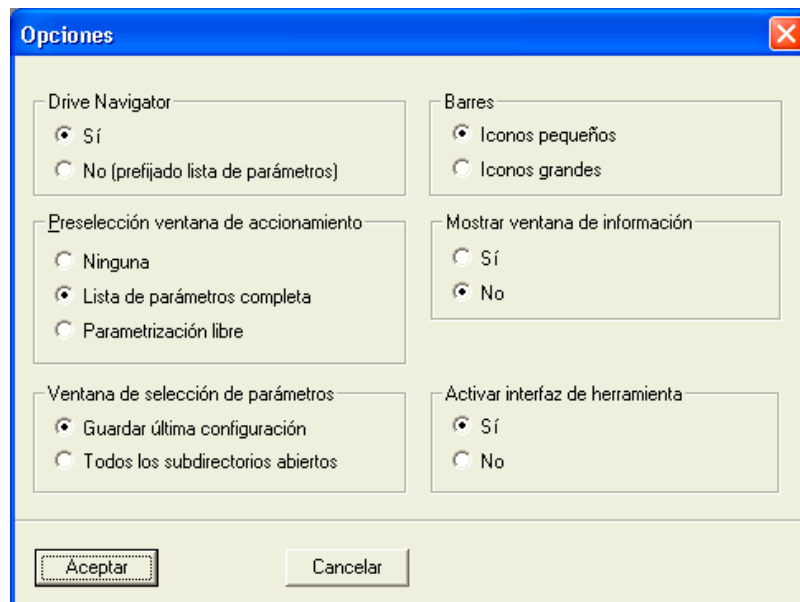 Opciones
Drive Navigator
Sí
No (prefijado lista de parámetros)
Barres
Iconos pequeños
Iconos grandes
Preselección ventana de accionamiento
Ninguna
Lista de parámetros completa
Parametrización libre
Mostrar ventana de información
Sí
No
Ventana de selección de parámetros
Guardar última configuración
Todos los subdirectorios abiertos
Activar interfaz de herramienta
Sí
No
Aceptar
Cancelar